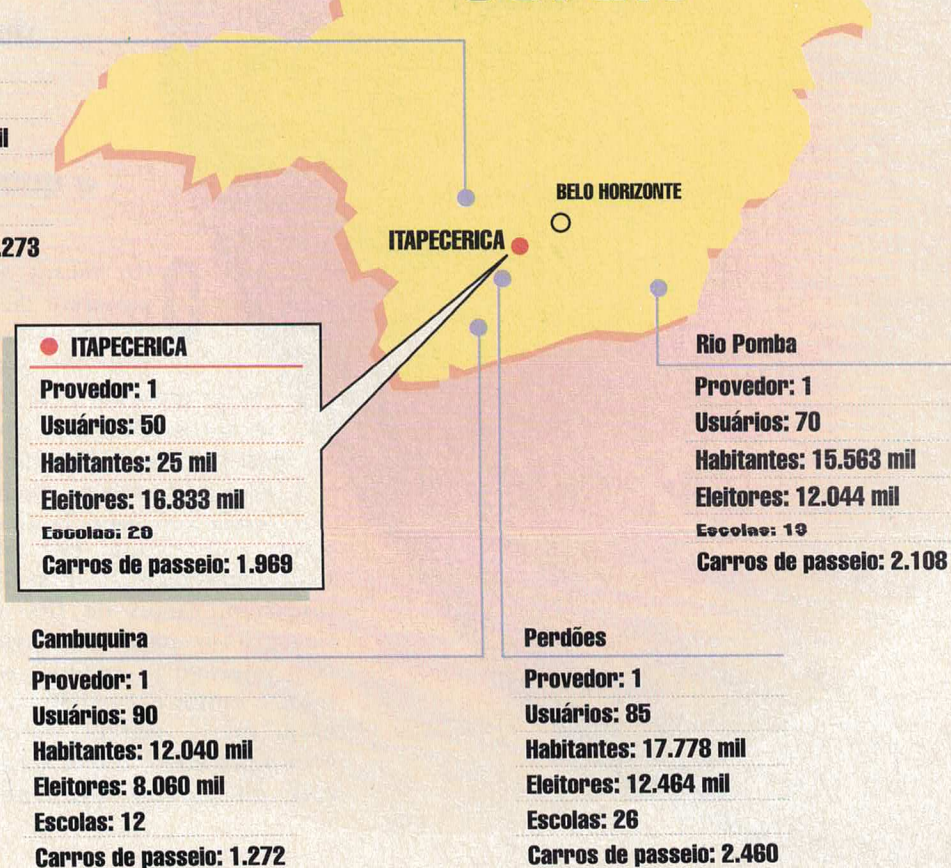 il
.273
BELO HORIZONTE
ITAPECERICA
ITAPECERICA
Provedor: 1
Usuários: 50
Habitantes: 25 mil
Eleitores: 16.833 mil
Escolas:
Carros de passeio: 1.969
Rio Pomba
Provedor: 1
Usuários: 70
Habitantes: 15.563 mil
Eleitores: 12.044 mil
Escolas:
Carros de passeio: 2.108
Cambuquira
Provedor: 1
Usuários: 90
Habitantes: 12.040 mil
Eleitores: 8.060 mil
Escolas: 12
Carros de passeio: 1.272
Perdões
Provedor: 1
Usuários: 85
Habitantes: 17.778 mil
Eleitores: 12.464 mil
Escolas: 26
Carros de passeio: 2.460